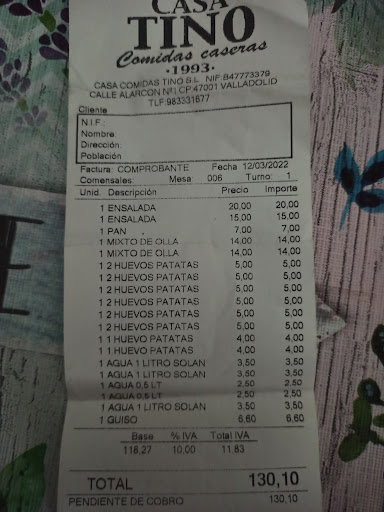 CASA
TINO
Comidas caseras
·1993·
CASA COMIDAS TINO S.L NIF:B47773379
CALLE ALARCON Nº1 CP:47001 VALLADOLID
TLF:983331677
Cliente
N.I.F.:
Nombre:
Dirección:
Población
Factura: COMPROBANTE Fecha 12/03/2022
Comensales: Mesa: 006 Turno: 1
Unid. Descripción Precio Importe
1 ENSALADA 20,00 20,00
1 ENSALADA 15,00 15,00
1 PAN 7,00 7,00
1 MIXTO DE OLLA 14,00 14,00
1 MIXTO DE OLLA 14,00 14,00
1 2 HUEVOS PATATAS 5,00 5,00
1 2 HUEVOS PATATAS 5,00 5,00
1 2 HUEVOS PATATAS 5,00 5,00
1 2 HUEVOS PATATAS 5,00 5,00
1 2 HUEVOS PATATAS 5,00 5,00
1 2 HUEVOS PATATAS 5,00 5,00
1 1 HUEVO PATATAS 4,00 4,00
1 1 HUEVO PATATAS 4,00 4,00
1 AGUA 1 LITRO SOLAN 3,50 3,50
1 AGUA 1 LITRO SOLAN 3,50 3,50
1 AGUA 0,5 LT 2,50 2,50
1 AGUA 0,5 LT 2,50 2,50
1 AGUA 1 LITRO SOLAN 3,50 3,50
1 GUISO 6,60 6,60
Base % IVA Total IVA
118,27 10,00 11,83
TOTAL 130,10
PENDIENTE DE COBRO 130,10